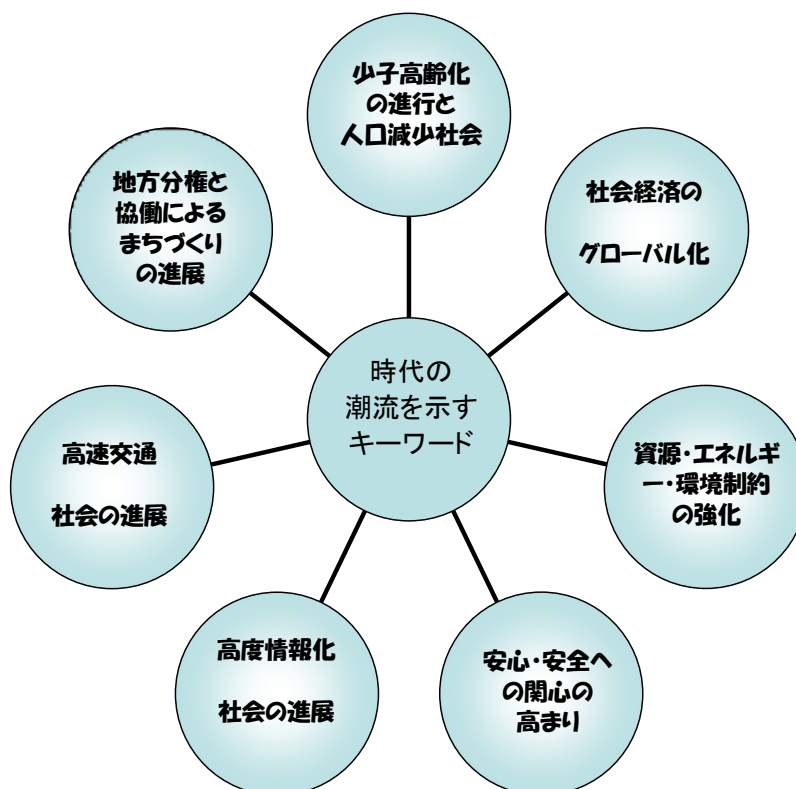 少子高齢化
の進行と
人口減少社会
社会経済の
グローバル化
資源・エネルギ
ー・環境制約
の強化
安心・安全へ
の関心の
高まり
高度情報化
社会の進展
高速交通
社会の進展
地方分権と
協働による
まちづくり
の進展
時代の
潮流を示す
キーワード